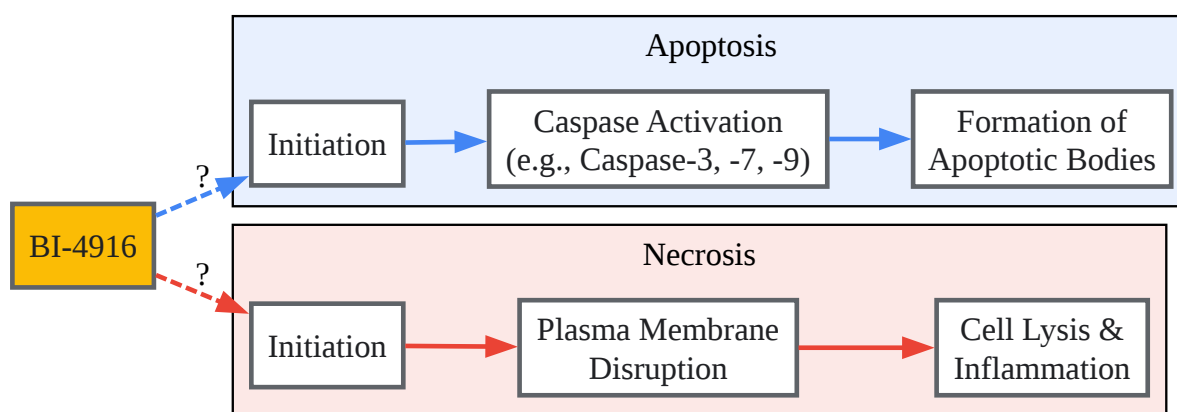 Apoptosis
Initiation
Caspase Activation
(e.g., Caspase-3, -7, -9)
Formation of
Apoptotic Bodies
?
BI-4916
?
Necrosis
Initiation
Plasma Membrane
Disruption
Cell Lysis &
Inflammation